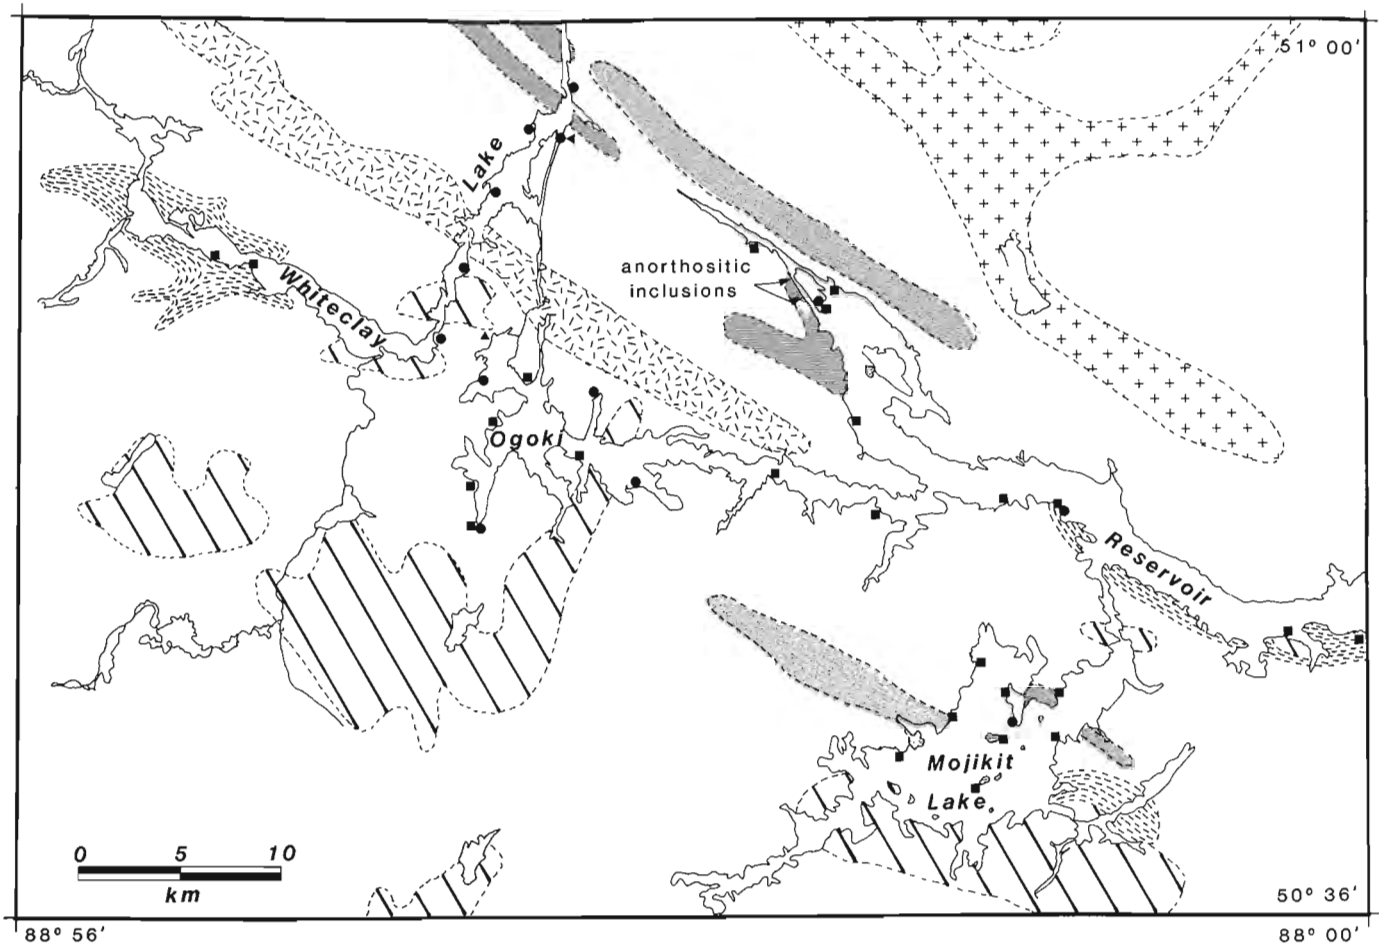 51° 00'
Lake
anorthositic
inclusions
Whiteclay
Ogoki
Reservoir
Mojikit
Lake
0 5 10
km
50° 36'
88° 56'
88° 00'